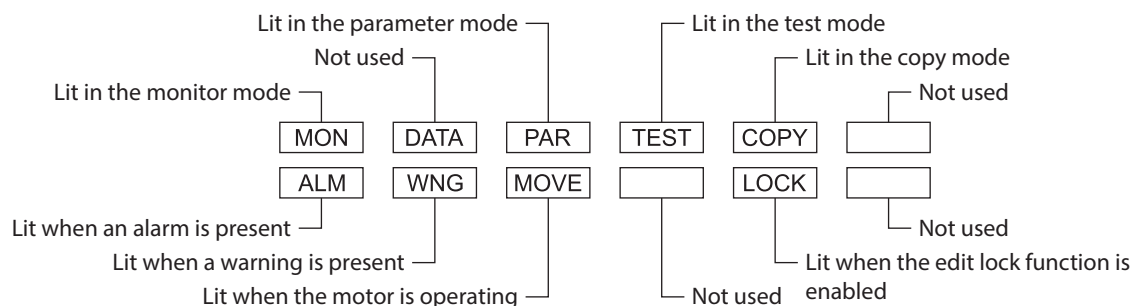 Lit in the parameter mode
Lit in the test mode
Not used
Lit in the copy mode
Lit in the monitor mode
Not used
MON DATA PAR TEST COPY
ALM WNG MOVE LOCK
Lit when an alarm is present
Not used
Lit when a warning is present
Lit when the edit lock function is
enabled
Lit when the motor is operating
Not used